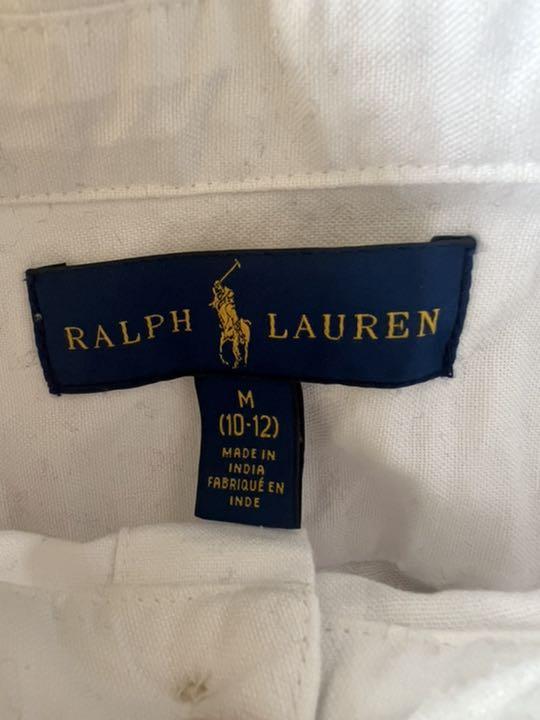 RALPH LAUREN
M
(10-12)
MADE IN
INDIA
FABRIQUÉ EN
INDE